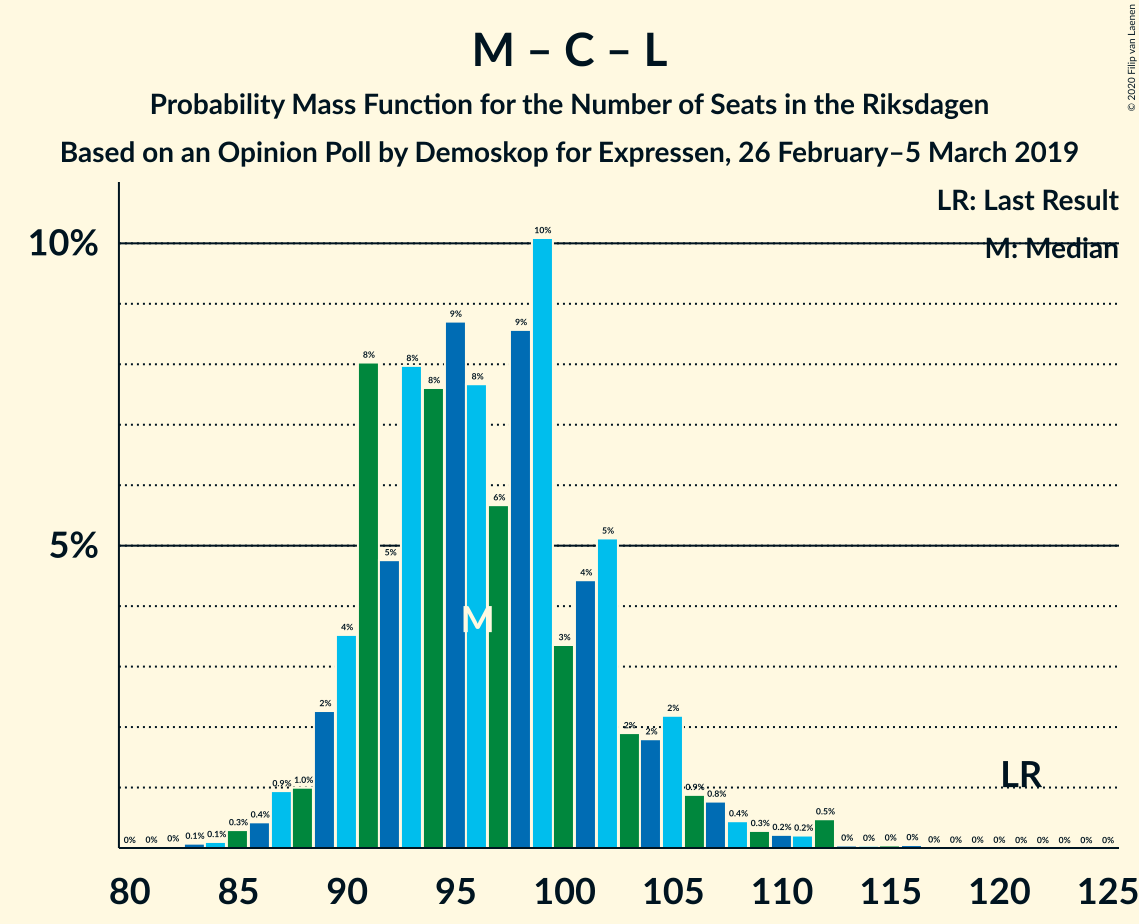 M – C – L
Probability Mass Function for the Number of Seats in the Riksdagen
Based on an Opinion Poll by Demoskop for Expressen, 26 February–5 March 2019
© 2020 Filip van Laenen
LR: Last Result
M: Median
10%
5%
0% 0% 0% 0.1% 0.1% 0.3% 0.4% 0.9% 1.0% 2% 4% 8% 5% 8% 8% 9% 8% 6% 9% 10% 3% 4% 5% 2% 2% 2% 0.9% 0.8% 0.4% 0.3% 0.2% 0.2% 0.5% 0% 0% 0% 0% 0% 0% 0% 0% 0% 0% 0% 0% 0%
M
LR
80 85 90 95 100 105 110 115 120 125